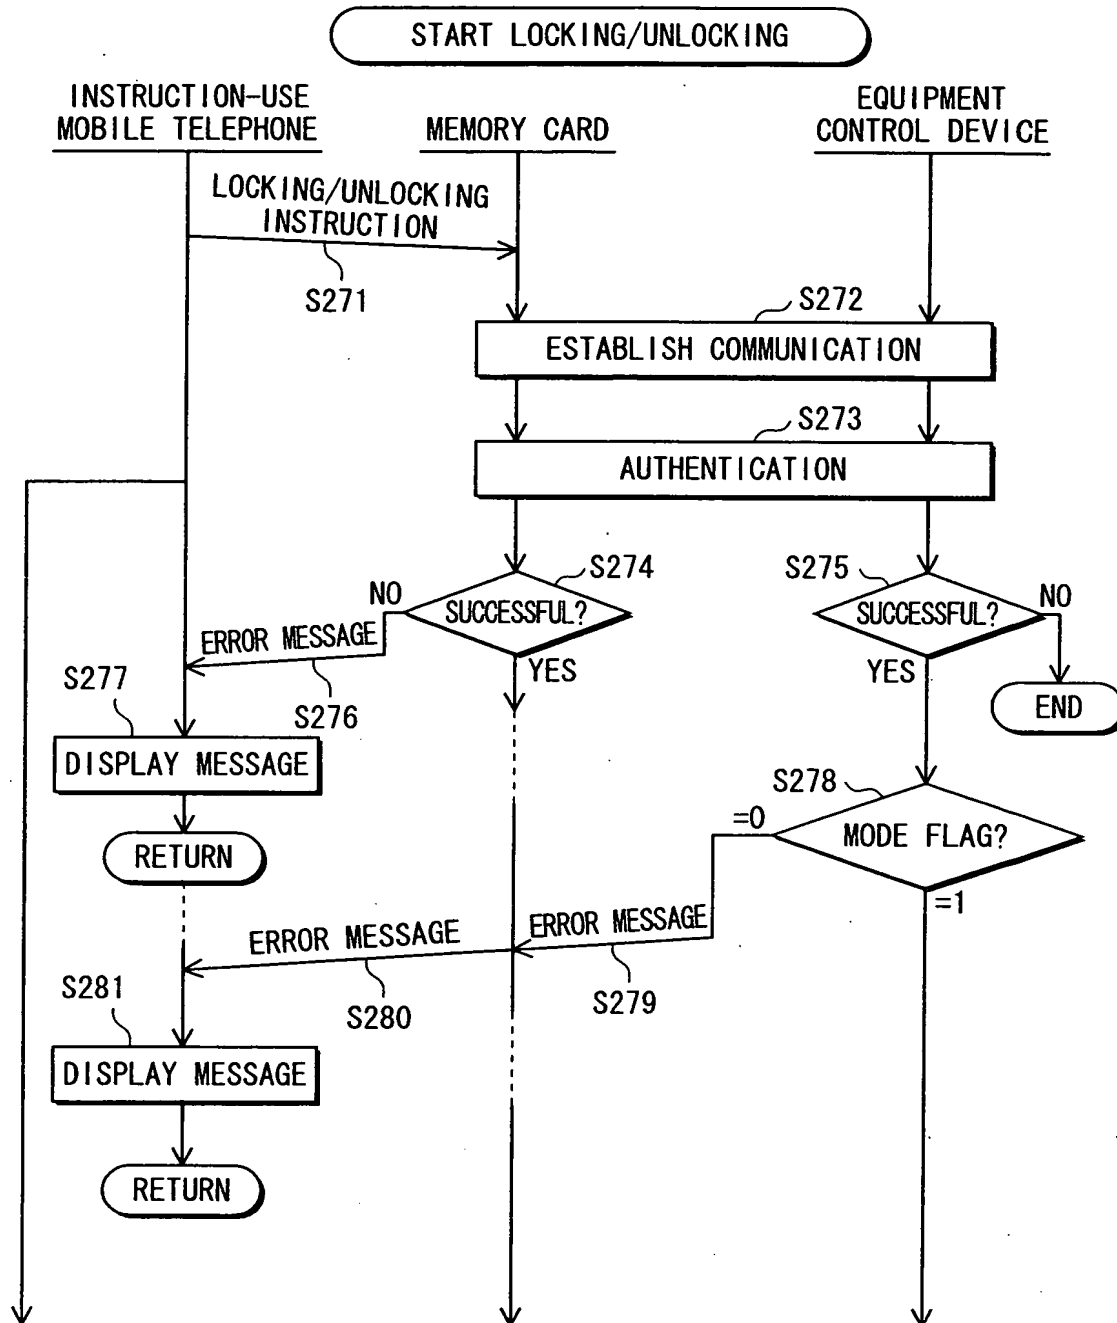 START LOCKING/UNLOCKING
INSTRUCTION-USE
MOBILE TELEPHONE
MEMORY CARD
EQUIPMENT
CONTROL DEVICE
LOCKING/UNLOCKING
INSTRUCTION
S271
S272
ESTABLISH COMMUNICATION
S273
AUTHENTICATION
S274
SUCCESSFUL?
NO
YES
S275
SUCCESSFUL?
NO
YES
END
ERROR MESSAGE
S276
S277
DISPLAY MESSAGE
RETURN
S278
MODE FLAG?
=0
=1
ERROR MESSAGE
S279
ERROR MESSAGE
S280
S281
DISPLAY MESSAGE
RETURN